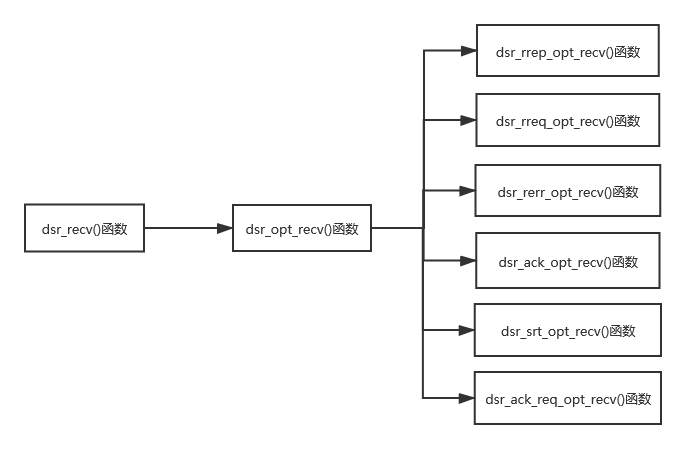 dsr_rrep_opt_recv()函数
dsr_rreq_opt_recv()函数
dsr_rerr_opt_recv()函数
dsr_recv()函数
dsr_opt_recv()函数
dsr_ack_opt_recv()函数
dsr_srt_opt_recv()函数
dsr_ack_req_opt_recv()函数